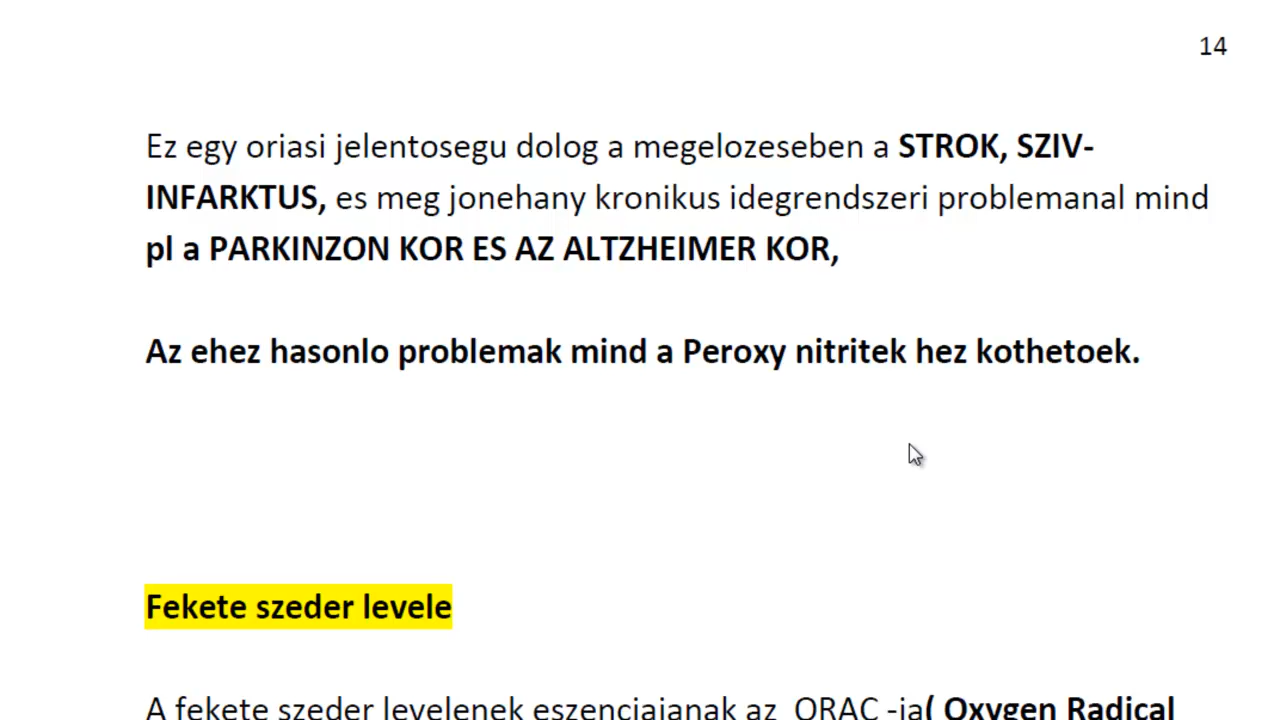 14
Ez egy oriasi jelentosegu dolog a megelozeseben a STROK, SZIV-
INFARKTUS, es meg jonehany kronikus idegrendszeri problemanal mind
pl a PARKINZON KOR ES AZ ALTZHEIMER KOR,
Az ehez hasonlo problemak mind a Peroxy nitritek hez kothetoek.
Fekete szeder levele
A fekete szeder levelenek eszenciajanak az ORAC -ja( Oxygen Radical